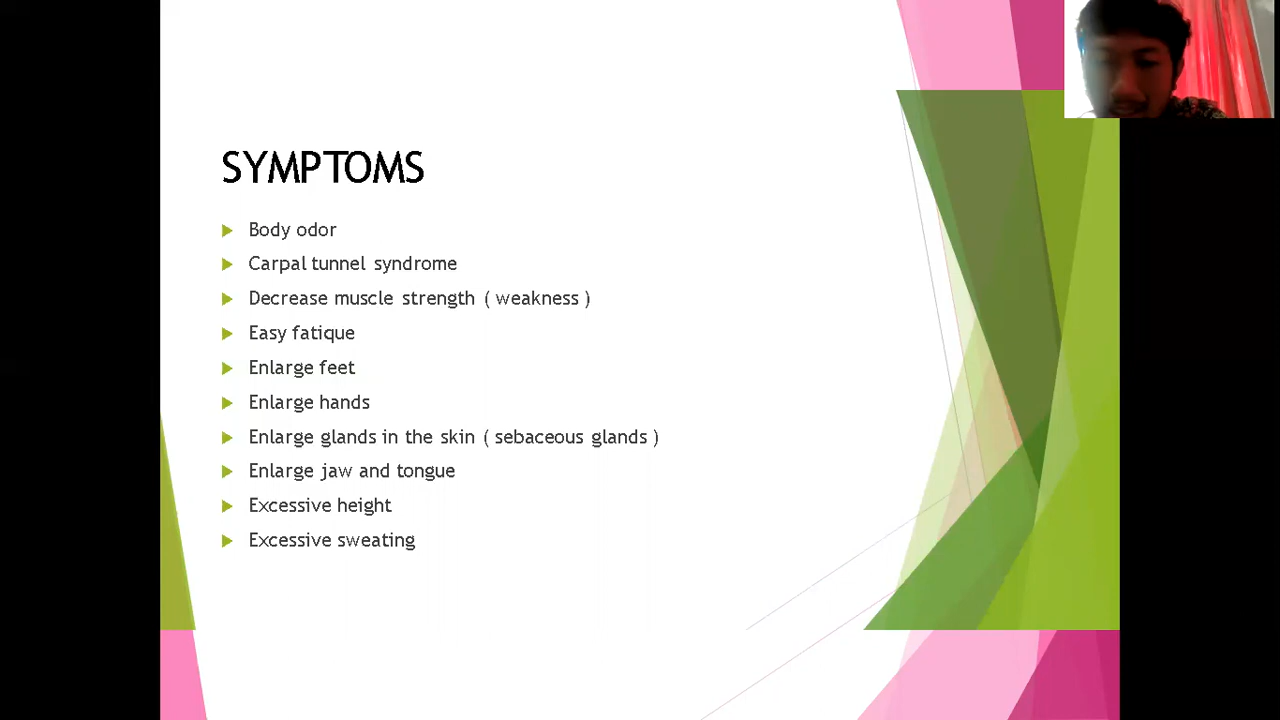 SYMPTOMS
Body odor
Carpal tunnel syndrome
Decrease muscle strength ( weakness )
Easy fatique
Enlarge feet
Enlarge hands
Enlarge glands in the skin ( sebaceous glands )
Enlarge jaw and tongue
Excessive height
Excessive sweating